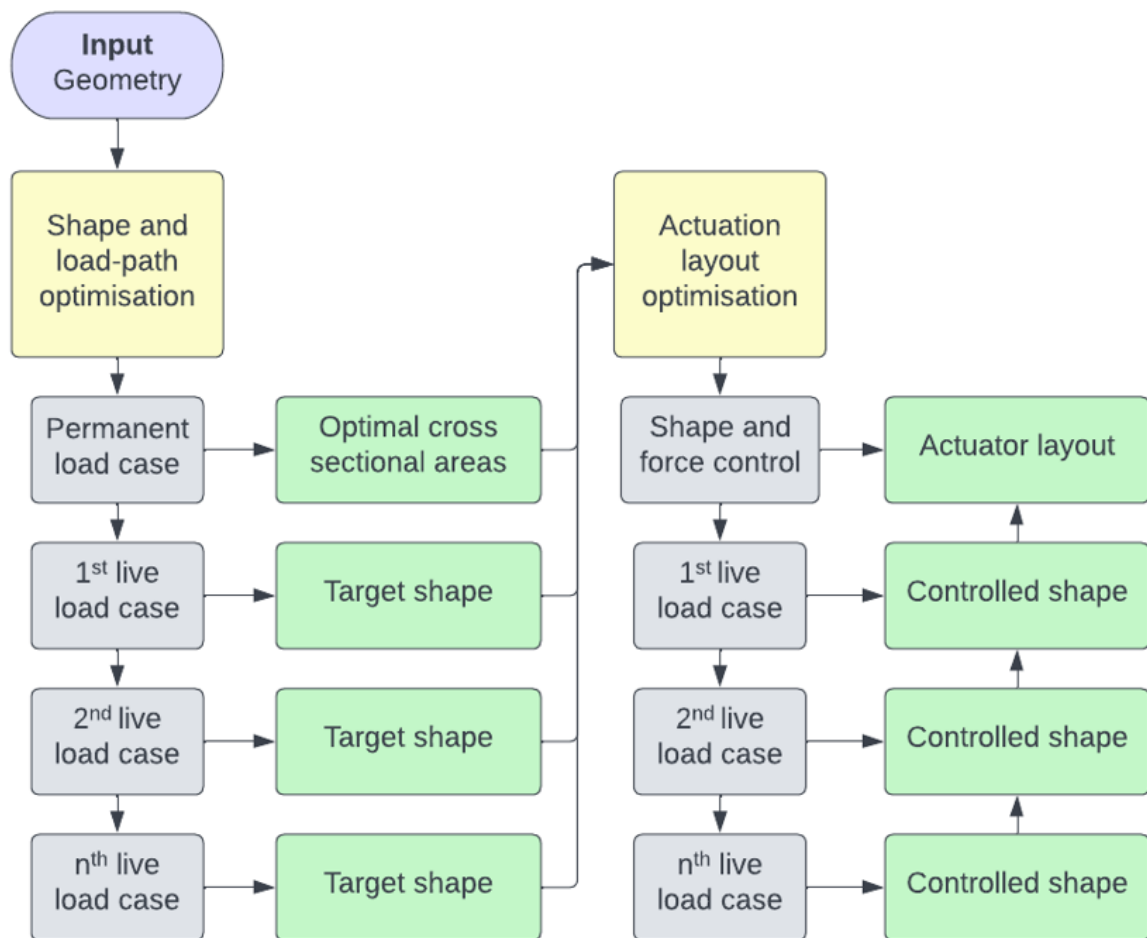 Input
Geometry
Shape and
load-path
optimisation
Permanent
load case
Optimal cross
sectional areas
1st live
load case
Target shape
2nd live
load case
Target shape
nth live
load case
Target shape
Actuation
layout
optimisation
Shape and
force control
Actuator layout
1st live
load case
Controlled shape
2nd live
load case
Controlled shape
nth live
load case
Controlled shape